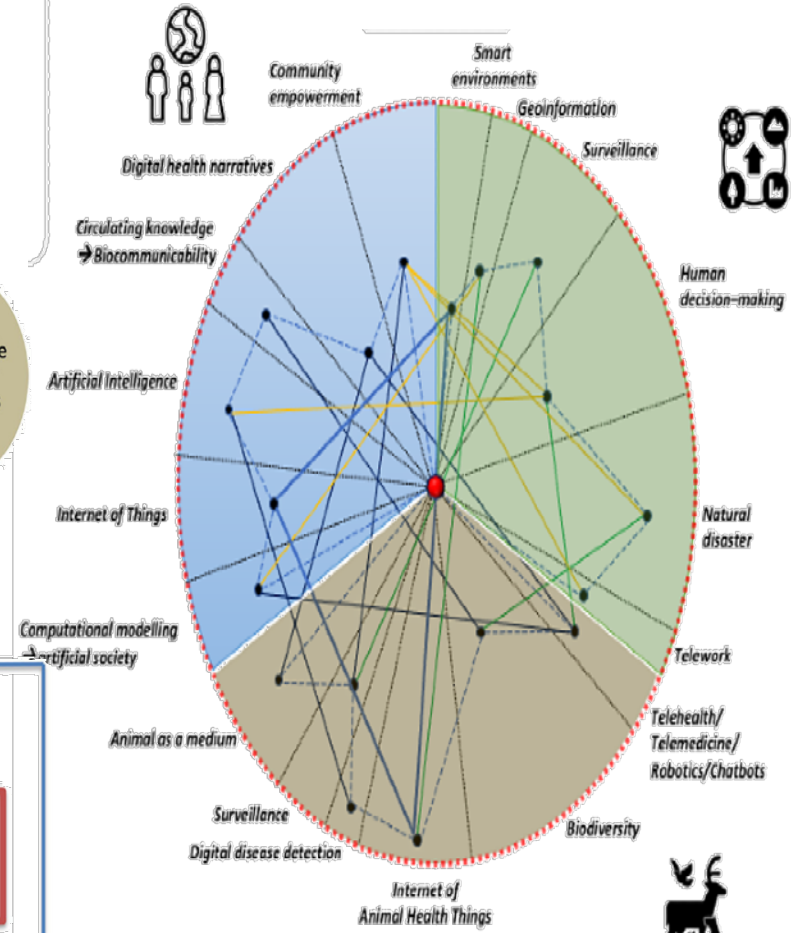 Smart
environments
Community
empowerment
Geoinformation
Surveillance
Digital health narratives
Circulating knowledge
→Biocommunicability
Human
decision-making
e
Artificial Intelligence
Internet of Things
Natural
disaster
Computational modelling
→artificial society
Telework
Telehealth/
Telemedicine/
Robotics/Chatbots
Animal as a medium
Surveillance
Digital disease detection
Biodiversity
Internet of
Animal Health Things